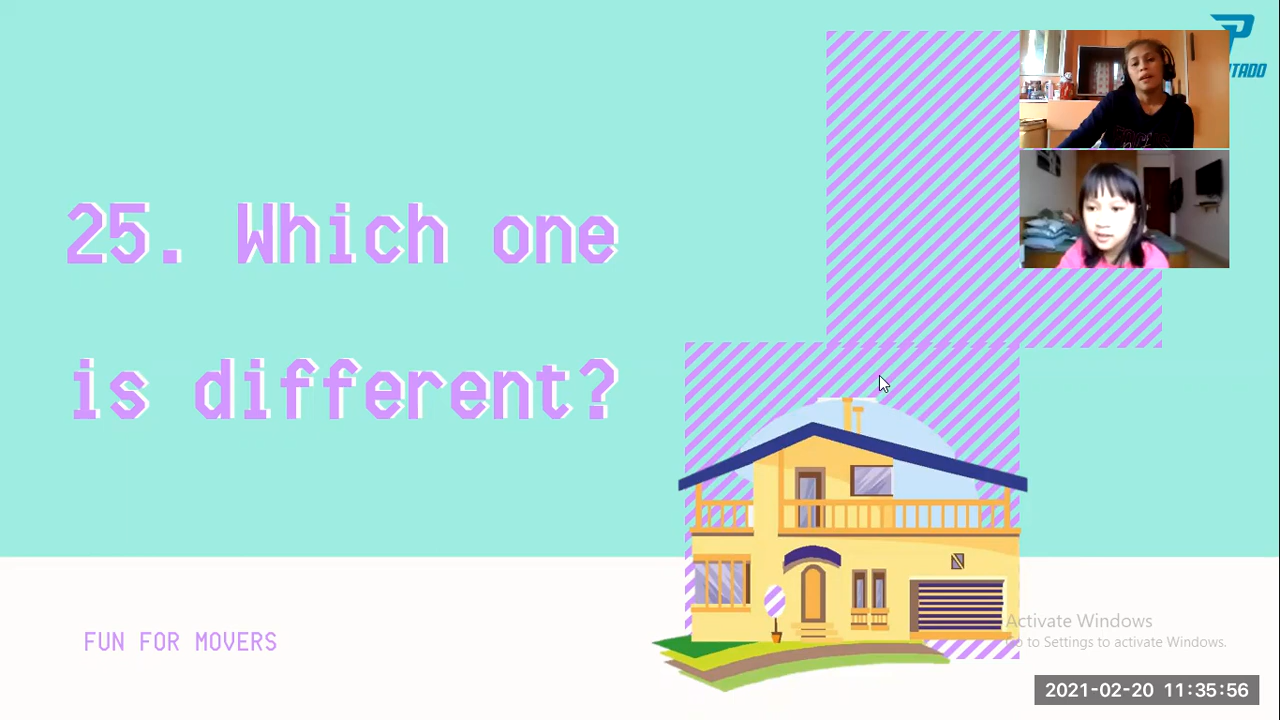 25. Which one
is different?
FUN FOR MOVERS
Activate Windows
to Settings to activate Windows.
2021-02-20 11:35:56